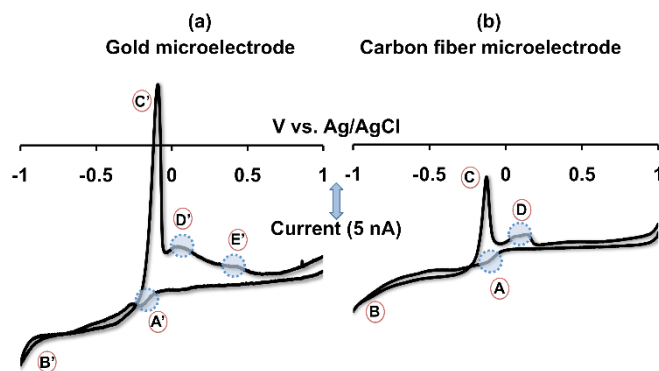 (a)
Gold microelectrode
(b)
Carbon fiber microelectrode
C'
V vs. Ag/AgCl
-1 -0.5 0 0.5 1
-1 -0.5 0 0.5 1
C
D'
E'
Current (5 nA)
D
A'
A
B'
B